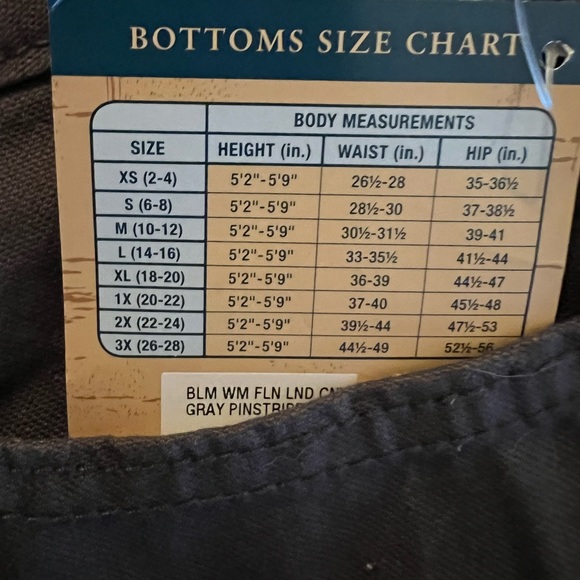 BOTTOMS SIZE CHART
BODY MEASUREMENTS
SIZE HEIGHT (in.) WAIST (in.) HIP (in.)
XS (2-4) 5'2"-5'9" 26½-28 35-36½
S (6-8) 5'2"-5'9" 28½-30 37-38½
M (10-12) 5'2"-5'9" 30½-31½ 39-41
L (14-16) 5'2"-5'9" 33-35½ 41½-44
XL (18-20) 5'2"-5'9" 36-39 44½-47
1X (20-22) 5'2"-5'9" 37-40 45½-48
2X (22-24) 5'2"-5'9" 39½-44 47½-53
3X (26-28) 5'2"-5'9" 44½-49 52½-56
BLM WM FLN LND
GRAY PINSTRIPE